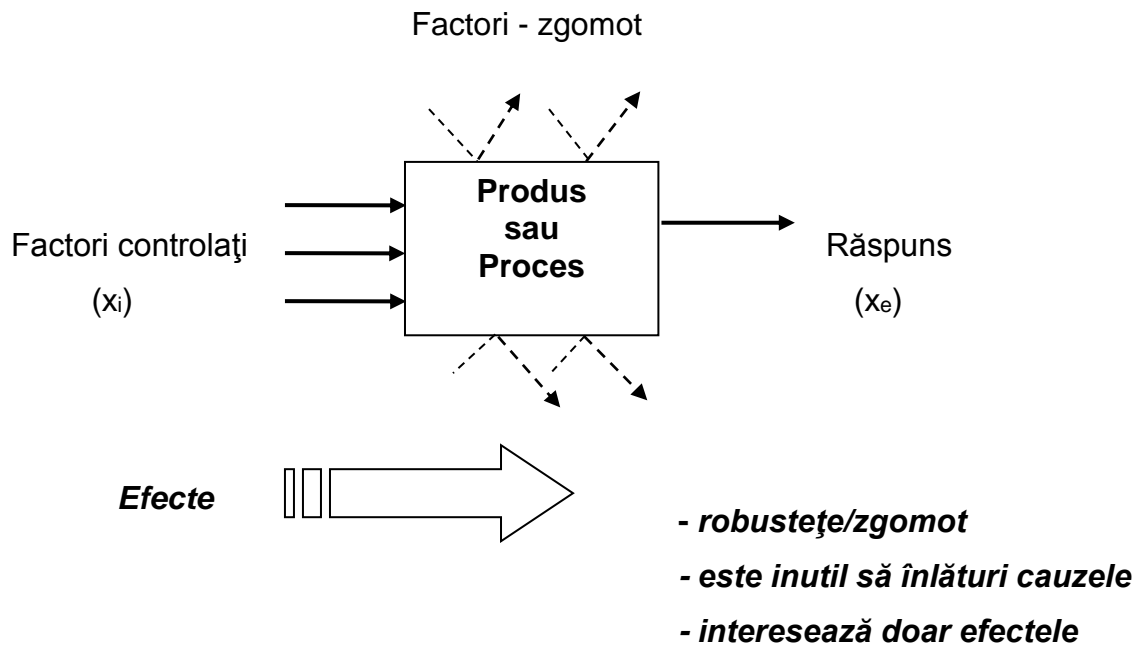 Factori - zgomot
Produs
sau
Proces
Factori controlaţi
(xᵢ)
Răspuns
(xₑ)
Efecte
- robusteţe/zgomot
- este inutil să înlături cauzele
- interesează doar efectele